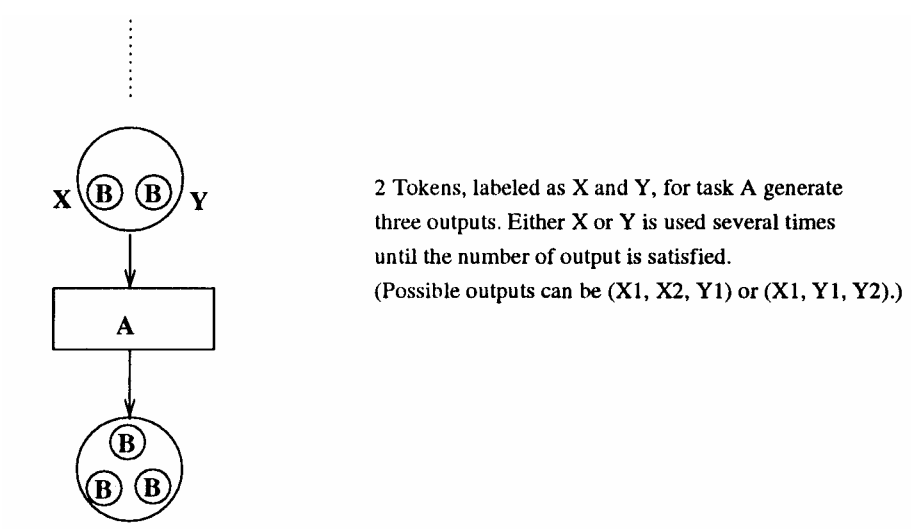 X B B Y
2 Tokens, labeled as X and Y, for task A generate
three outputs. Either X or Y is used several times
until the number of output is satisfied.
(Possible outputs can be (X1, X2, Y1) or (X1, Y1, Y2).)
A
B
B B